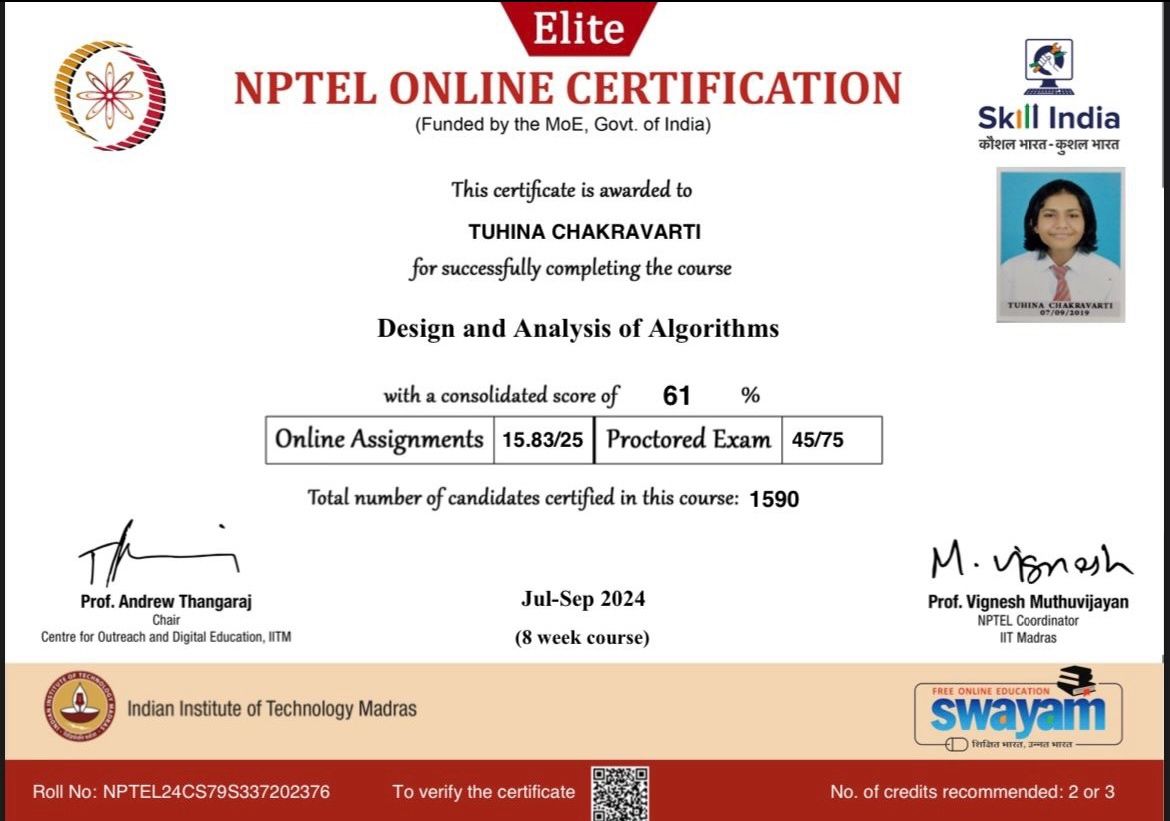 Elite
NPTEL ONLINE CERTIFICATION
(Funded by the MoE, Govt. of India)
Skill India
कौशल भारत - कुशल भारत
This certificate is awarded to
TUHINA CHAKRAVARTI
for successfully completing the course
TUHINA CHAKRAVARTI
07/09/2019
Design and Analysis of Algorithms
with a consolidated score of 61 %
Online Assignments 15.83/25 Proctored Exam 45/75
Total number of candidates certified in this course: 1590
M. Vignesh
Prof. Andrew Thangaraj
Chair
Centre for Outreach and Digital Education, IITM
Jul-Sep 2024
(8 week course)
Prof. Vignesh Muthuvijayan
NPTEL Coordinator
IIT Madras
INDIAN INSTITUTE OF TECHNOLOGY MADRAS
Indian Institute of Technology Madras
FREE ONLINE EDUCATION
swayam
शिक्षित भारत, उन्नत भारत
Roll No: NPTEL24CS79S337202376
To verify the certificate
No. of credits recommended: 2 or 3